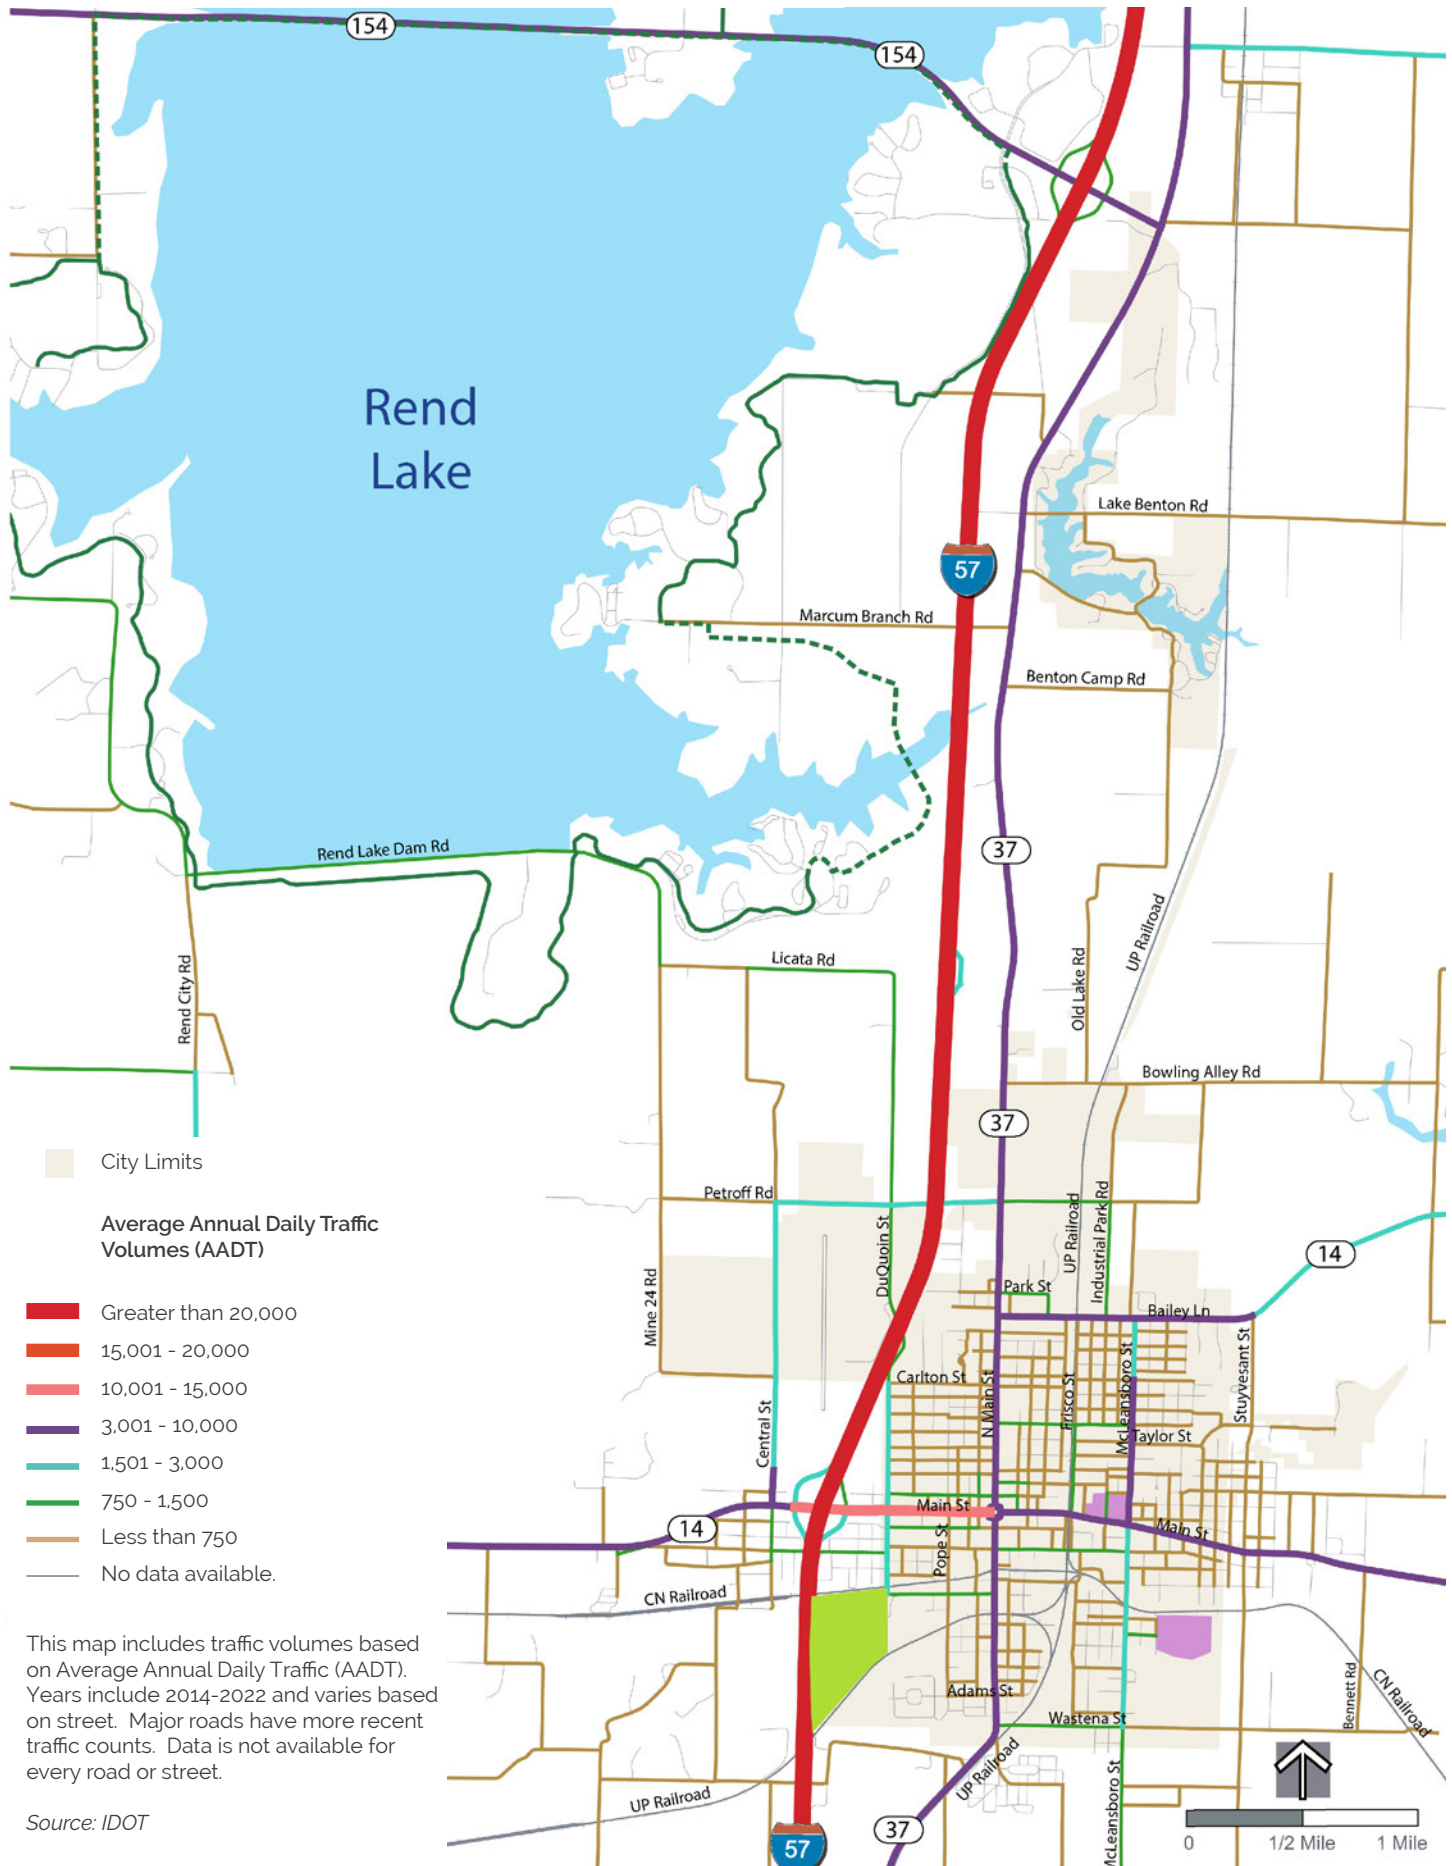 154
154
Rend
Lake
Lake Benton Rd
57
Marcum Branch Rd
Benton Camp Rd
37
Rend Lake Dam Rd
UP Railroad
Licata Rd
Old Lake Rd
Rend City Rd
Bowling Alley Rd
37
City Limits
Petroff Rd
Average Annual Daily Traffic
Volumes (AADT)
DuQuoin St
UP Railroad
Industrial Park Rd
14
Mine 24 Rd
Park St
Bailey Ln
Greater than 20,000
15,001 - 20,000
10,001 - 15,000
3,001 - 10,000
1,501 - 3,000
750 - 1,500
Less than 750
No data available.
Carlton St
N Main St
Frisco St
McLeansboro St
Stuyvesant St
Central St
Taylor St
Main St
14
Main St
Pope St
CN Railroad
This map includes traffic volumes based
on Average Annual Daily Traffic (AADT).
Years include 2014-2022 and varies based
on street. Major roads have more recent
traffic counts. Data is not available for
every road or street.
Source: IDOT
Adams St
Wastena St
Bennett Rd
CN Railroad
UP Railroad
UP Railroad
McLeansboro St
37
57
0
1/2 Mile
1 Mile